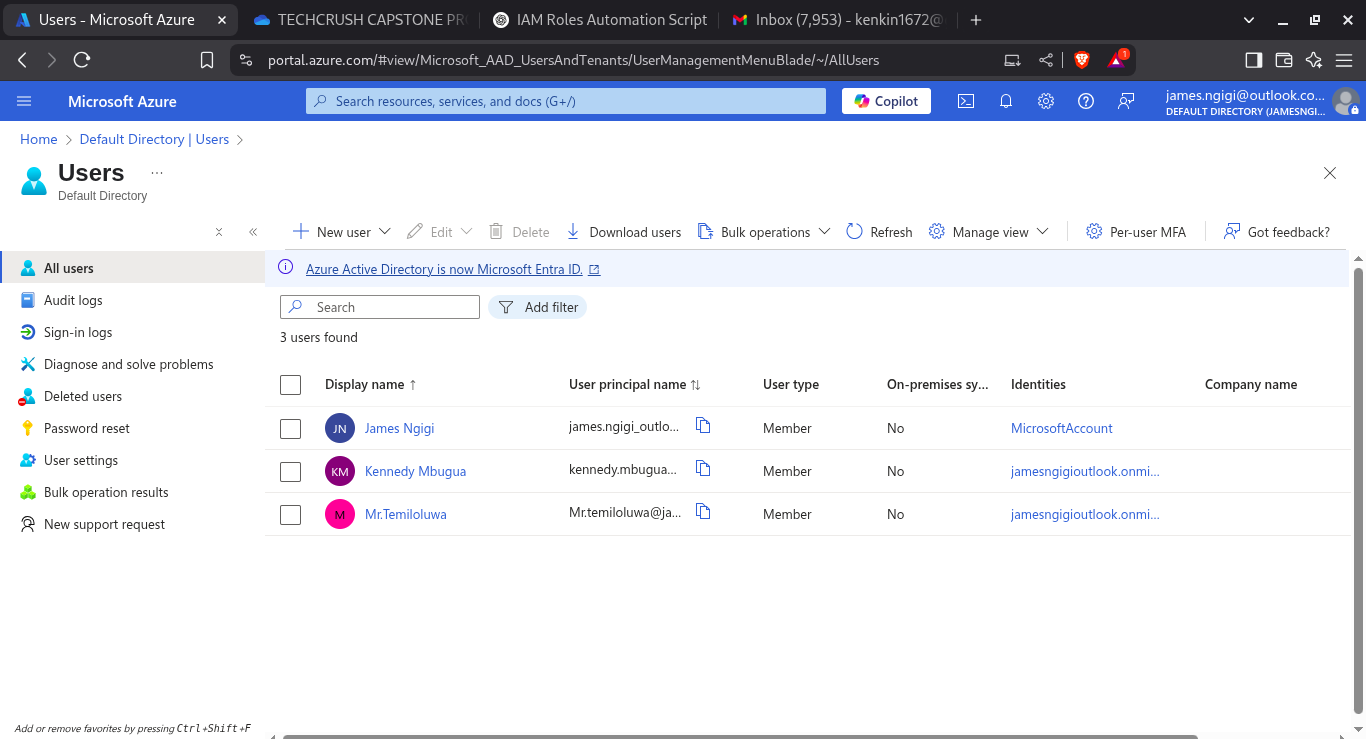 Users - Microsoft Azure
TECHCRUSH CAPSTONE PR
IAM Roles Automation Script
Inbox (7,953) - kenkin1672@
portal.azure.com/#view/Microsoft_AAD_UsersAndTenants/UserManagementMenuBlade/~/AllUsers
1
Microsoft Azure
Search resources, services, and docs (G+/)
Copilot
james.ngigi@outlook.co...
DEFAULT DIRECTORY (JAMESNGI...
Home > Default Directory | Users >
Users ...
Default Directory
New user
Edit
Delete
Download users
Bulk operations
Refresh
Manage view
Per-user MFA
Got feedback?
All users
Audit logs
Sign-in logs
Diagnose and solve problems
Deleted users
Password reset
User settings
Bulk operation results
New support request
Azure Active Directory is now Microsoft Entra ID.
Search
Add filter
3 users found
Display name ↑ User principal name ↑↓ User type On-premises sy... Identities Company name
JN James Ngigi james.ngigi_outlo... Member No MicrosoftAccount
KM Kennedy Mbugua kennedy.mbugua... Member No jamesngigioutlook.onmi...
M Mr.Temiloluwa Mr.temiloluwa@ja... Member No jamesngigioutlook.onmi...
Add or remove favorites by pressing Ctrl+Shift+F